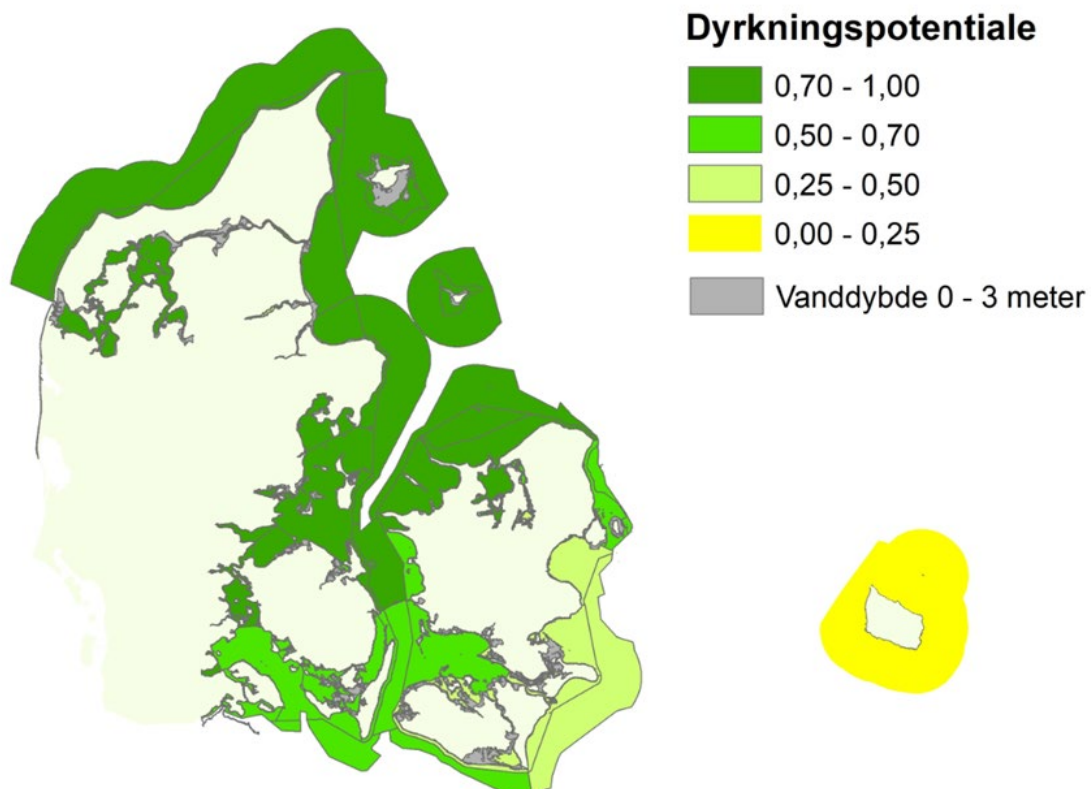 Dyrkningspotentiale
0,70 - 1,00
0,50 - 0,70
0,25 - 0,50
0,00 - 0,25
Vanddybde 0 - 3 meter